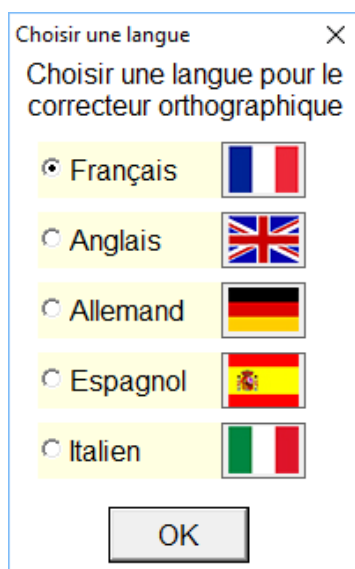 Choisir une langue
Choisir une langue pour le
correcteur orthographique
Français
Anglais
Allemand
Espagnol
Italien
OK